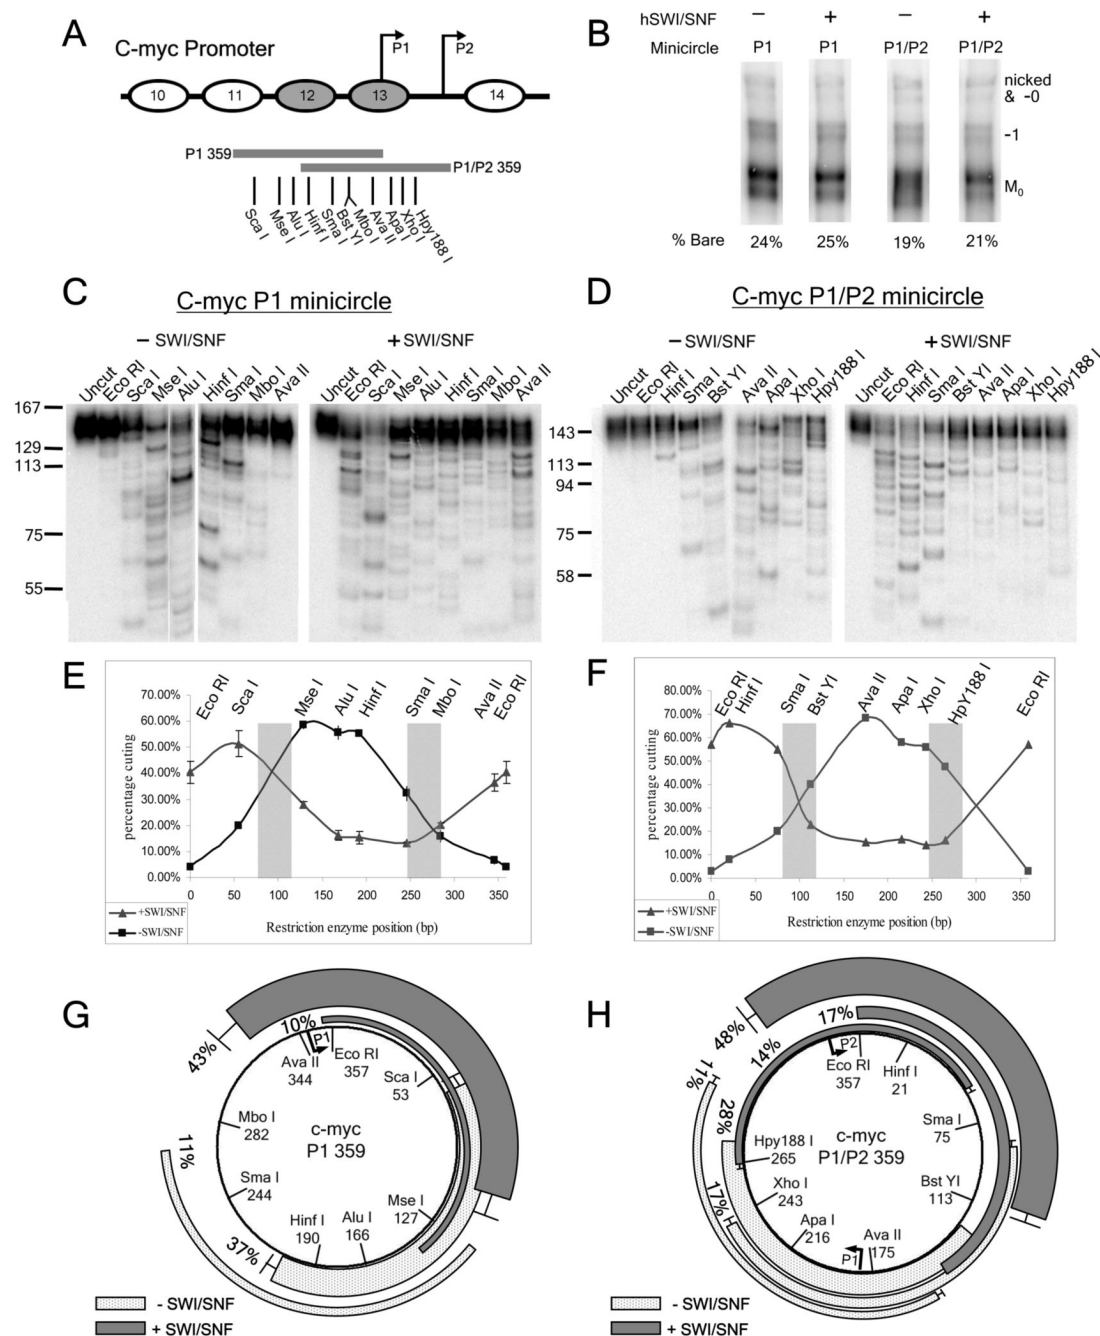 A
C-myc Promoter
P1
P2
10
11
12
13
14
P1 359
P1/P2 359
Sca I
Mse I
Alu I
Hinf I
Sma I
Bst YI
Mbo I
Ava II
Apa I
Xho I
Hpy188 I
B
hSWI/SNF − + − +
Minicircle P1 P1 P1/P2 P1/P2
nicked
& -0
-1
M0
% Bare 24% 25% 19% 21%
C
C-myc P1 minicircle
− SWI/SNF
+ SWI/SNF
Uncut Eco RI Sca I Mse I Alu I Hinf I Sma I Mbo I Ava II
Uncut Eco RI Sca I Mse I Alu I Hinf I Sma I Mbo I Ava II
167
129
113
75
55
D
C-myc P1/P2 minicircle
− SWI/SNF
+ SWI/SNF
Uncut Eco RI Hinf I Sma I Bst YI Ava II Apa I Xho I Hpy188 I
Uncut Eco RI Hinf I Sma I Bst YI Ava II Apa I Xho I Hpy188 I
143
113
94
75
58
E
Eco RI Sca I Mse I Alu I Hinf I Sma I Mbo I Ava II Eco RI
percentage cuting
70.00%
60.00%
50.00%
40.00%
30.00%
20.00%
10.00%
0.00%
0 50 100 150 200 250 300 350
Restriction enzyme position (bp)
+SWI/SNF
-SWI/SNF
F
Eco RI Hinf I Sma I Bst YI Ava II Apa I Xho I HpY188 I Eco RI
percentage cutting
80.00%
70.00%
60.00%
50.00%
40.00%
30.00%
20.00%
10.00%
0.00%
0 50 100 150 200 250 300 350
Restriction enzyme position (bp)
+SWI/SNF
-SWI/SNF
G
43%
10%
11%
37%
P1
Ava II
344
Eco RI
357
Sca I
53
Mbo I
282
c-myc
P1 359
Sma I
244
Mse I
127
Hinf I
190
Alu I
166
- SWI/SNF
+ SWI/SNF
H
48%
17%
14%
11%
28%
17%
P2
Eco RI
357
Hinf I
21
Sma I
75
Hpy188 I
265
c-myc
P1/P2 359
Bst YI
113
Xho I
243
Apa I
216
Ava II
175
P1
- SWI/SNF
+ SWI/SNF